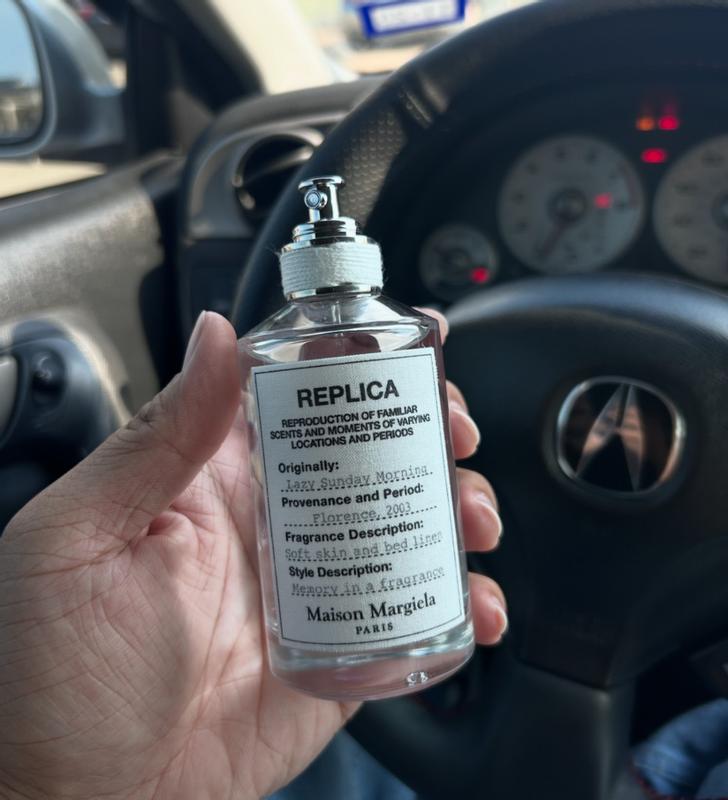 REPLICA
REPRODUCTION OF FAMILIAR
SCENTS AND MOMENTS OF VARYING
LOCATIONS AND PERIODS
Originally:
Lazy Sunday Morning
Provenance and Period:
Florence, 2003
Fragrance Description:
Soft skin and bed linen
Style Description:
Memory in a fragrance
Maison Margiela
PARIS